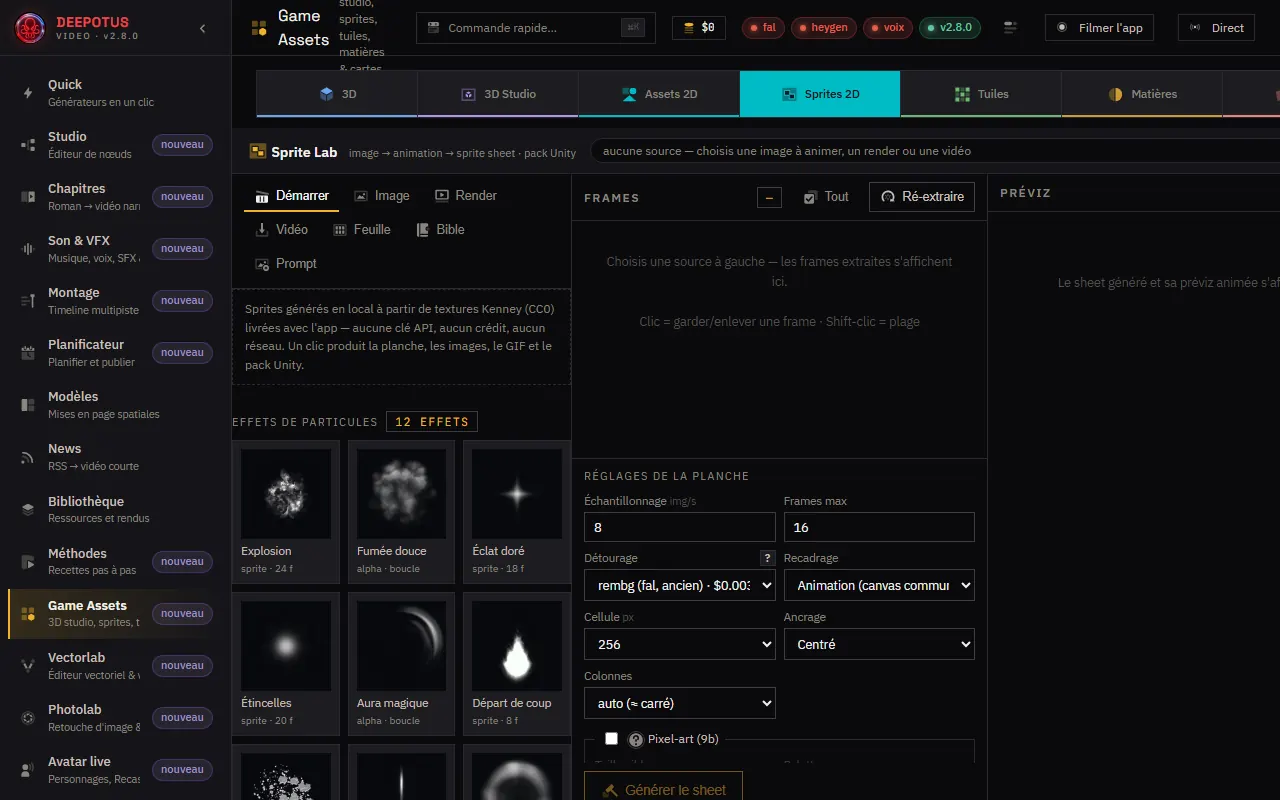 DEEPOTUS
VIDEO · v2.8.0
Quick
Générateurs en un clic
Studio
Éditeur de nœuds
nouveau
Chapitres
Roman → vidéo narr
nouveau
Son & VFX
Musique, voix, SFX
nouveau
Montage
Timeline multipiste
nouveau
Planificateur
Planifier et publier
nouveau
Modèles
Mises en page spatiales
News
RSS → vidéo courte
Bibliothèque
Ressources et rendus
Méthodes
Recettes pas à pas
nouveau
Game Assets
3D studio, sprites, t
nouveau
Vectorlab
Éditeur vectoriel &
nouveau
Photolab
Retouche d'image &
nouveau
Avatar live
Personnages, Recas
nouveau
Game Assets
studio, sprites, tuiles, matières & cartes
Commande rapide...
⌘K
$0
fal
heygen
voix
v2.8.0
Filmer l'app
Direct
3D
3D Studio
Assets 2D
Sprites 2D
Tuiles
Matières
Sprite Lab
image → animation → sprite sheet · pack Unity
aucune source — choisis une image à animer, un render ou une vidéo
Démarrer
Image
Render
Vidéo
Feuille
Bible
Prompt
Sprites générés en local à partir de textures Kenney (CC0)
livrées avec l'app — aucune clé API, aucun crédit, aucun
réseau. Un clic produit la planche, les images, le GIF et le
pack Unity.
EFFETS DE PARTICULES
12 EFFETS
Explosion
sprite · 24 f
Fumée douce
alpha · boucle
Éclat doré
sprite · 18 f
Étincelles
sprite · 20 f
Aura magique
alpha · boucle
Départ de coup
sprite · 8 f
FRAMES
–
Tout
Ré-extraire
Choisis une source à gauche — les frames extraites s'affichent
ici.
Clic = garder/enlever une frame · Shift-clic = plage
RÉGLAGES DE LA PLANCHE
Échantillonnage img/s
Frames max
8
16
Détourage
?
Recadrage
rembg (fal, ancien) · $0.003
Animation (canvas commun
Cellule px
Ancrage
256
Centré
Colonnes
auto (≈ carré)
?
Pixel-art (9b)
Générer le sheet
PRÉVIZ
Le sheet généré et sa préviz animée s'af